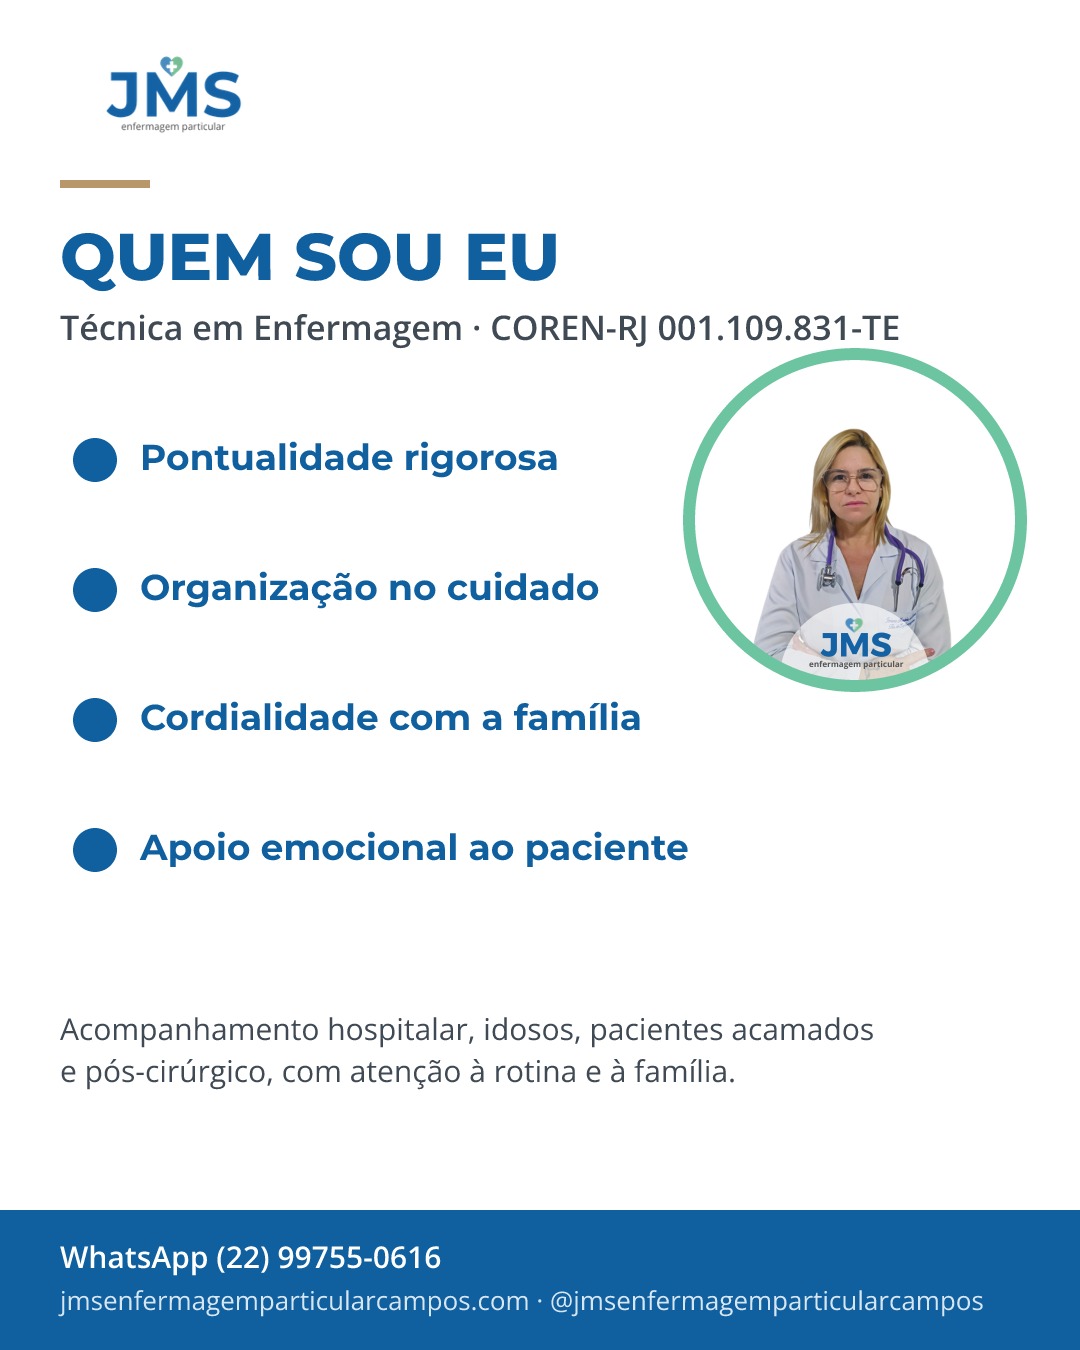 JMS
enfermagem particular
QUEM SOU EU
Técnica em Enfermagem · COREN-RJ 001.109.831-TE
Pontualidade rigorosa
Organização no cuidado
Cordialidade com a família
Apoio emocional ao paciente
JMS
enfermagem particular
Acompanhamento hospitalar, idosos, pacientes acamados
e pós-cirúrgico, com atenção à rotina e à família.
WhatsApp (22) 99755-0616
jmsenfermagemparticularcampos.com · @jmsenfermagemparticularcampos